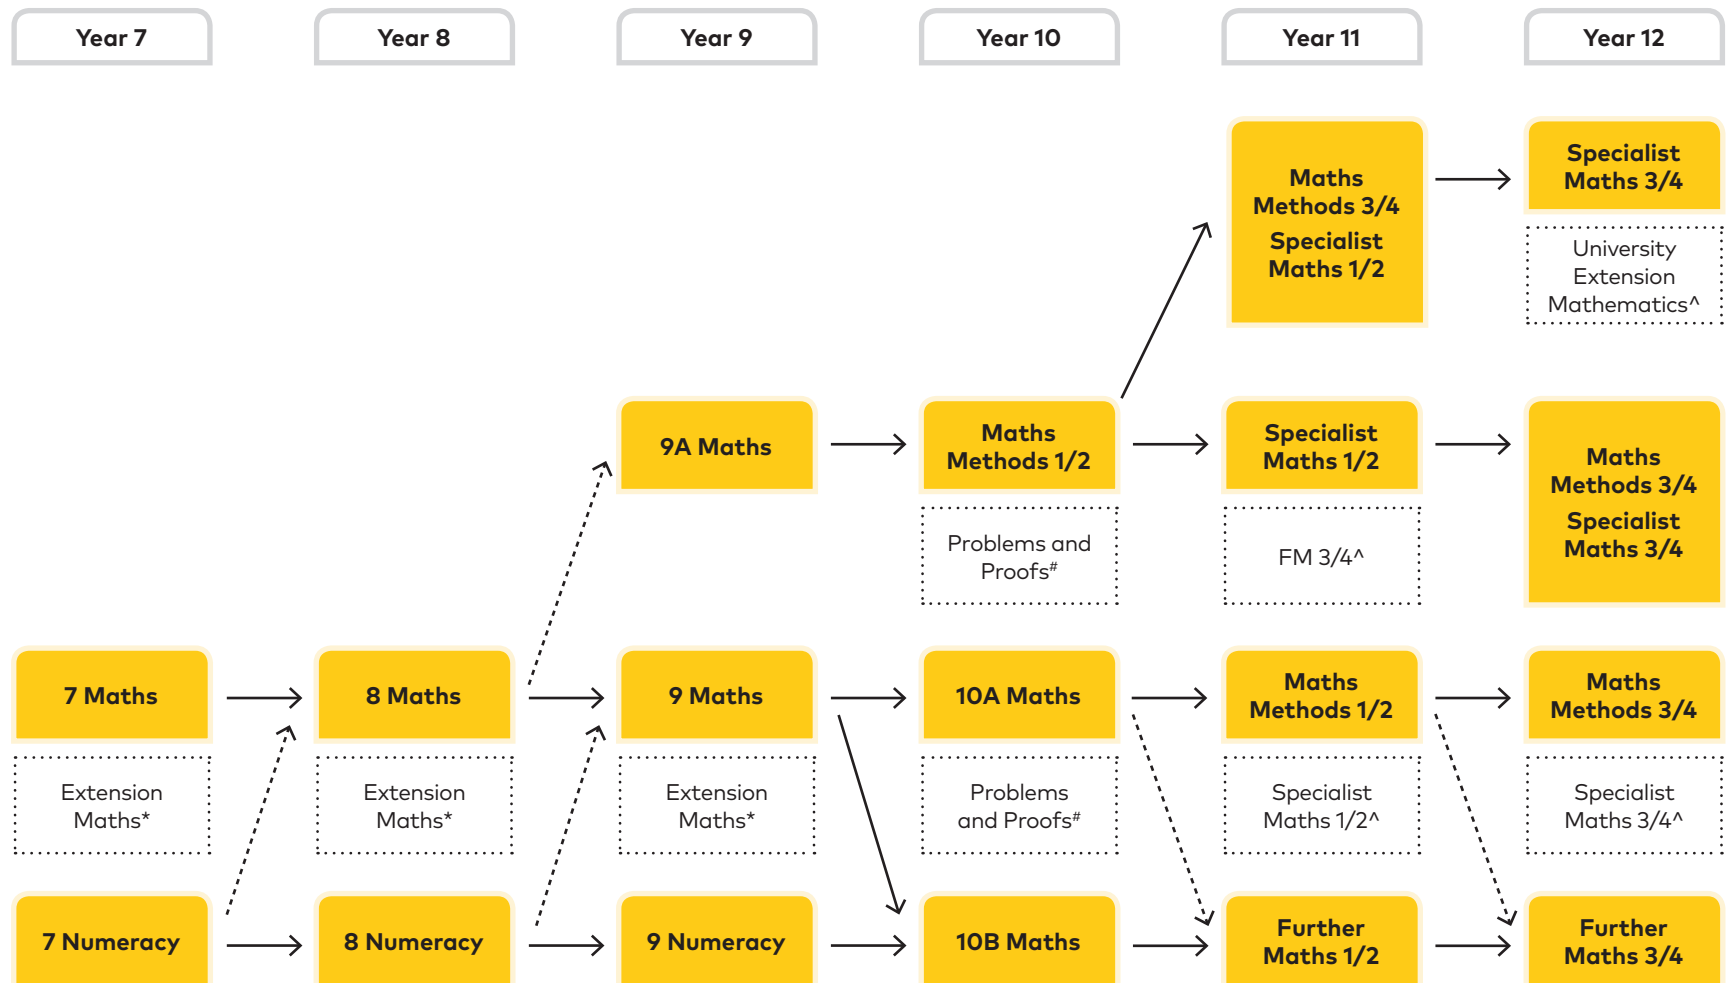 Year 7
Year 8
Year 9
Year 10
Year 11
Year 12
Maths
Methods 3/4
Specialist
Maths 1/2
Specialist
Maths 3/4
University
Extension
Mathematics^
9A Maths
Maths
Methods 1/2
Problems and
Proofs#
Specialist
Maths 1/2
FM 3/4^
Maths
Methods 3/4
Specialist
Maths 3/4
7 Maths
Extension
Maths*
8 Maths
Extension
Maths*
9 Maths
Extension
Maths*
10A Maths
Problems
and Proofs#
Maths
Methods 1/2
Specialist
Maths 1/2^
Maths
Methods 3/4
Specialist
Maths 3/4^
7 Numeracy
8 Numeracy
9 Numeracy
10B Maths
Further
Maths 1/2
Further
Maths 3/4